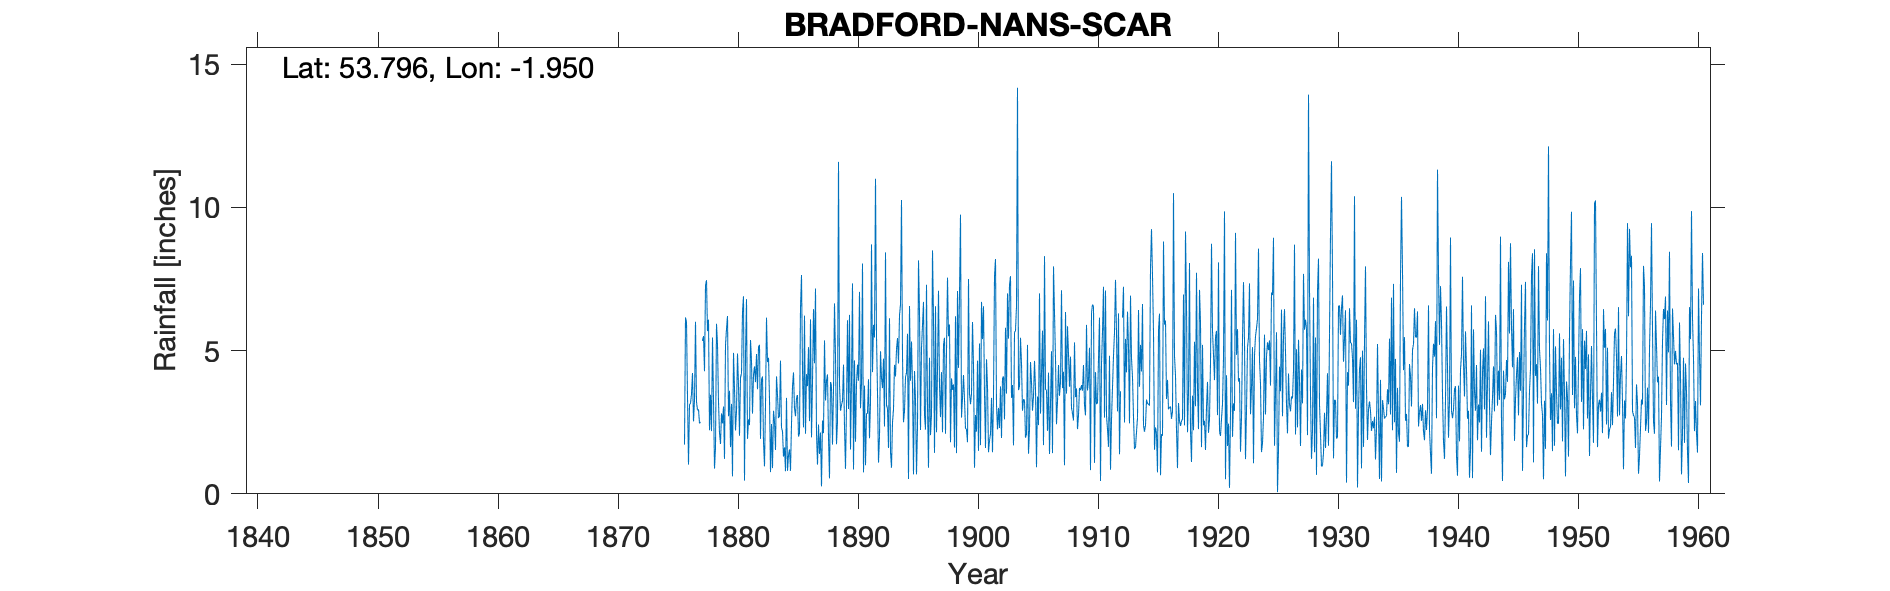 BRADFORD-NANS-SCAR
Lat: 53.796, Lon: -1.950
15
10
5
0
Rainfall [inches]
1840 1850 1860 1870 1880 1890 1900 1910 1920 1930 1940 1950 1960
Year